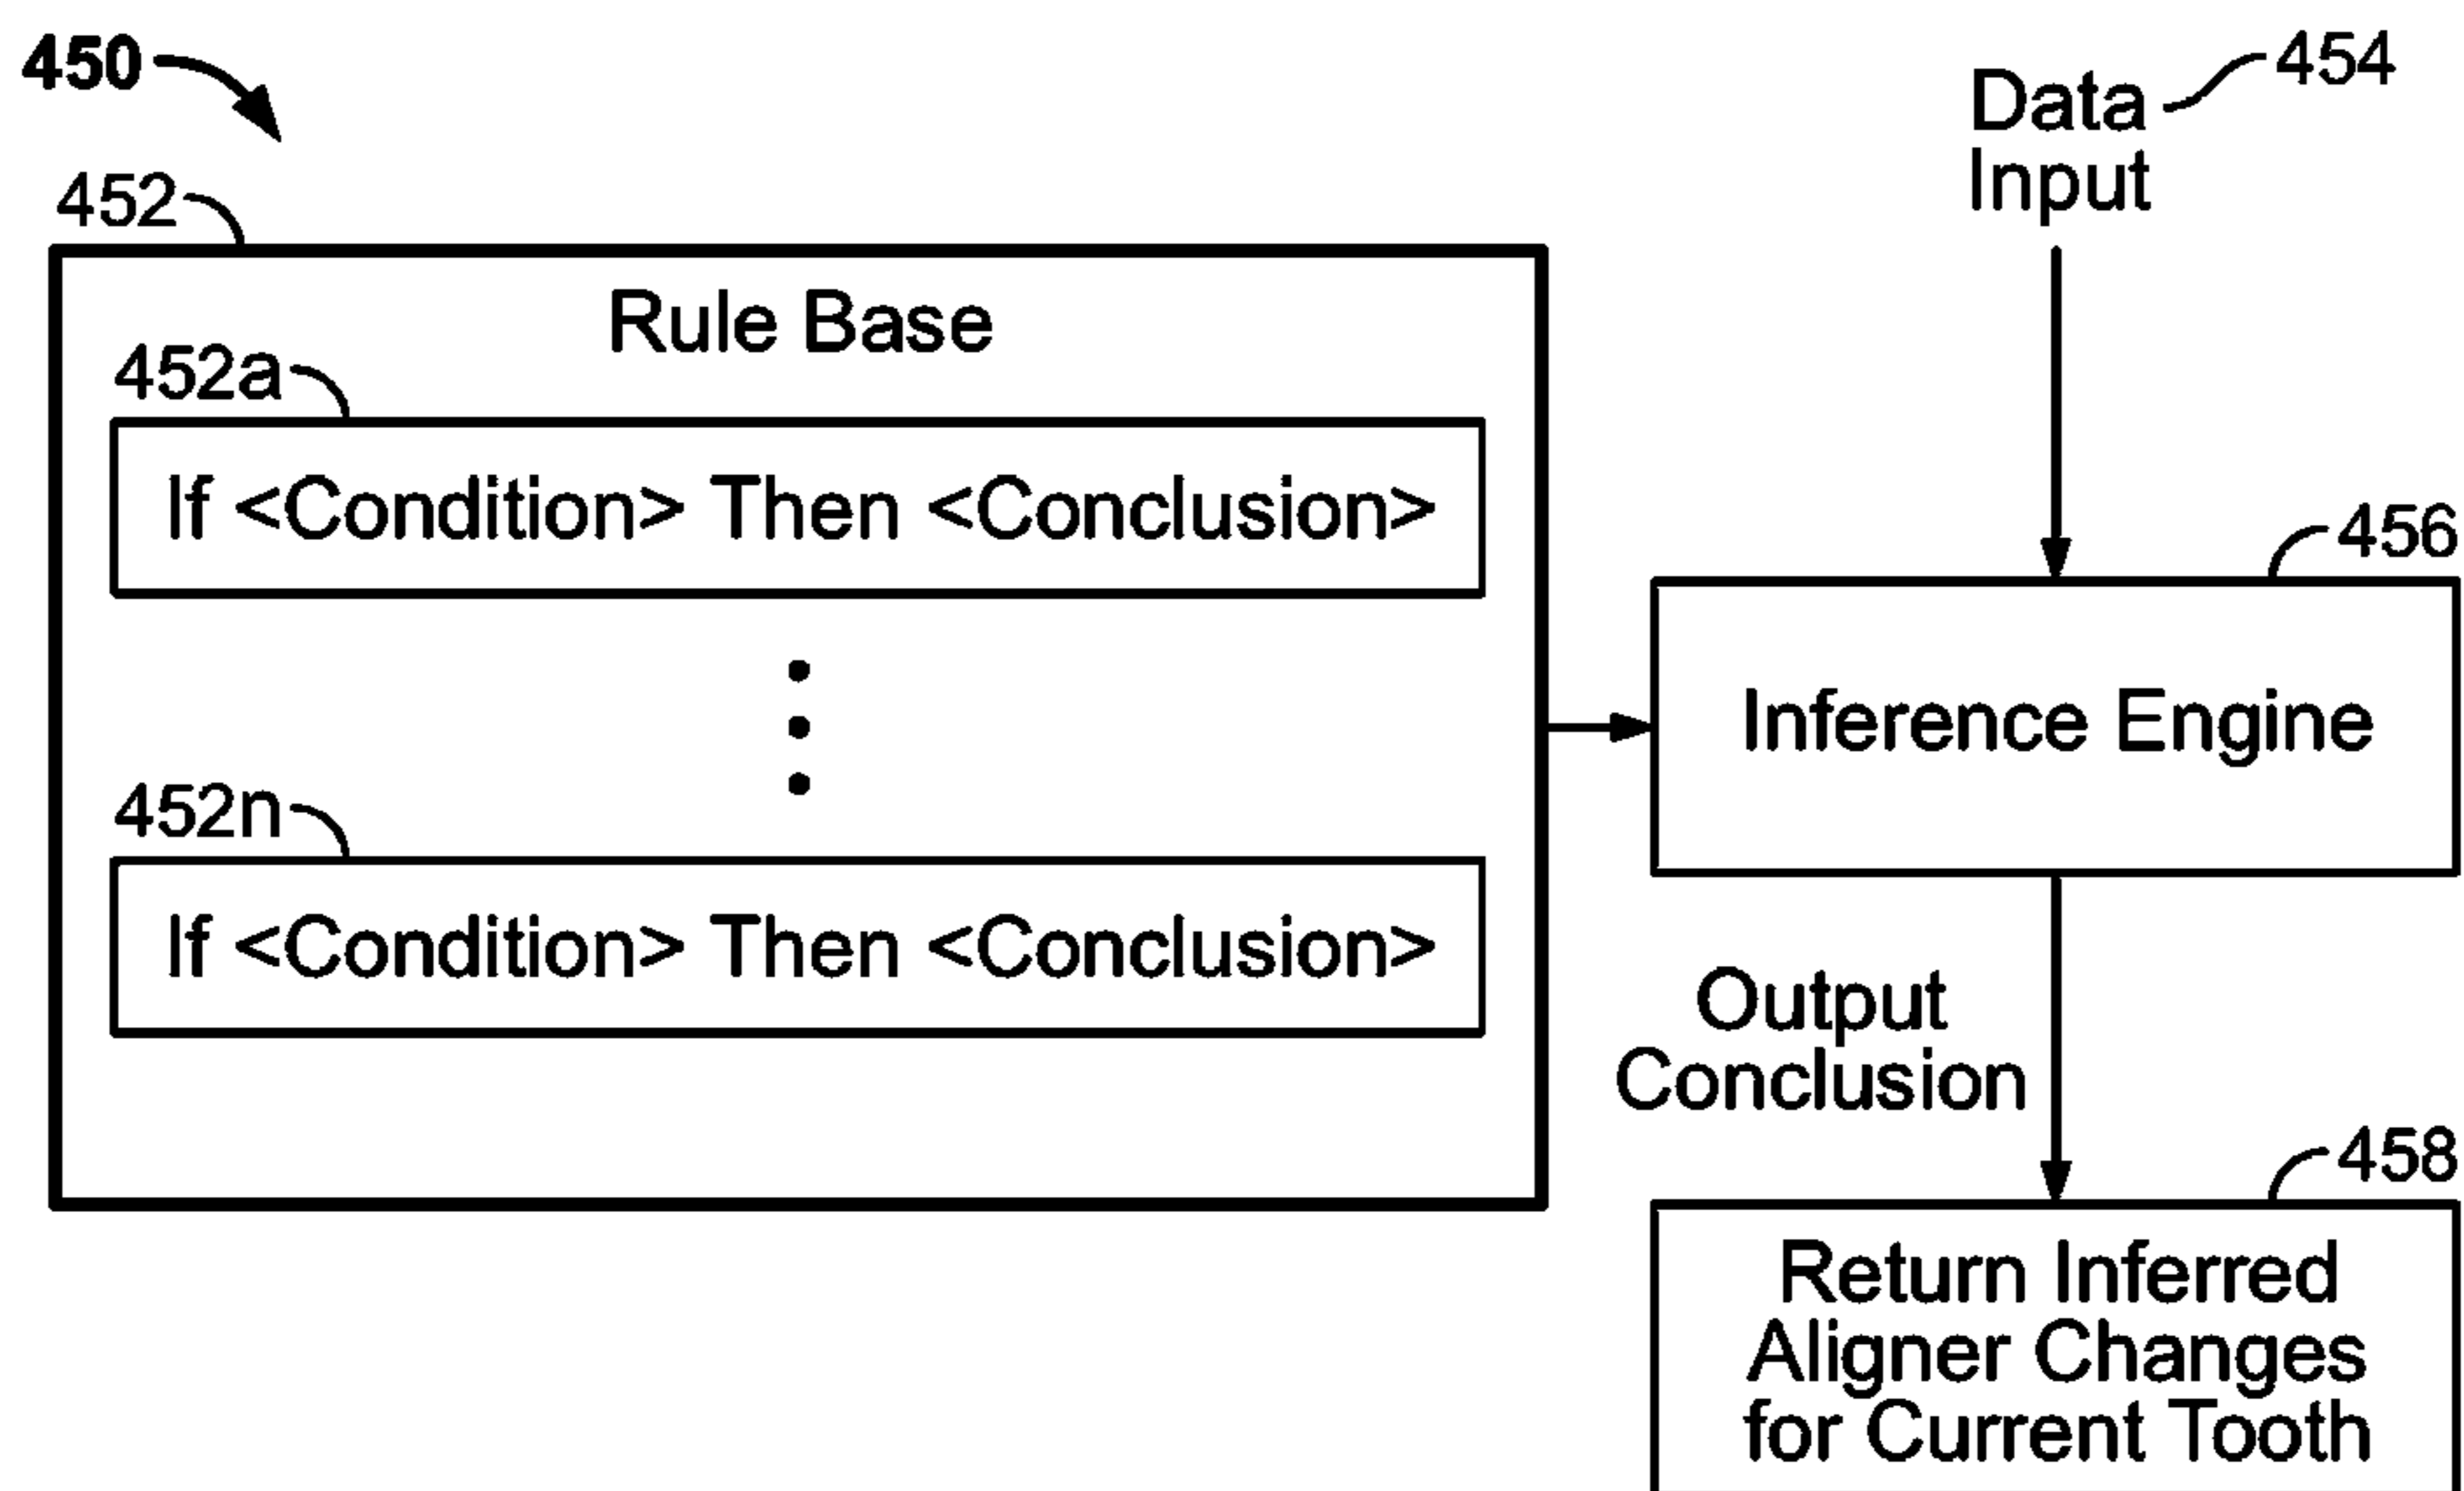 450
452
Rule Base
452a
If <Condition> Then <Conclusion>
452n
If <Condition> Then <Conclusion>
454
Data
Input
456
Inference Engine
Output
Conclusion
458
Return Inferred
Aligner Changes
for Current Tooth